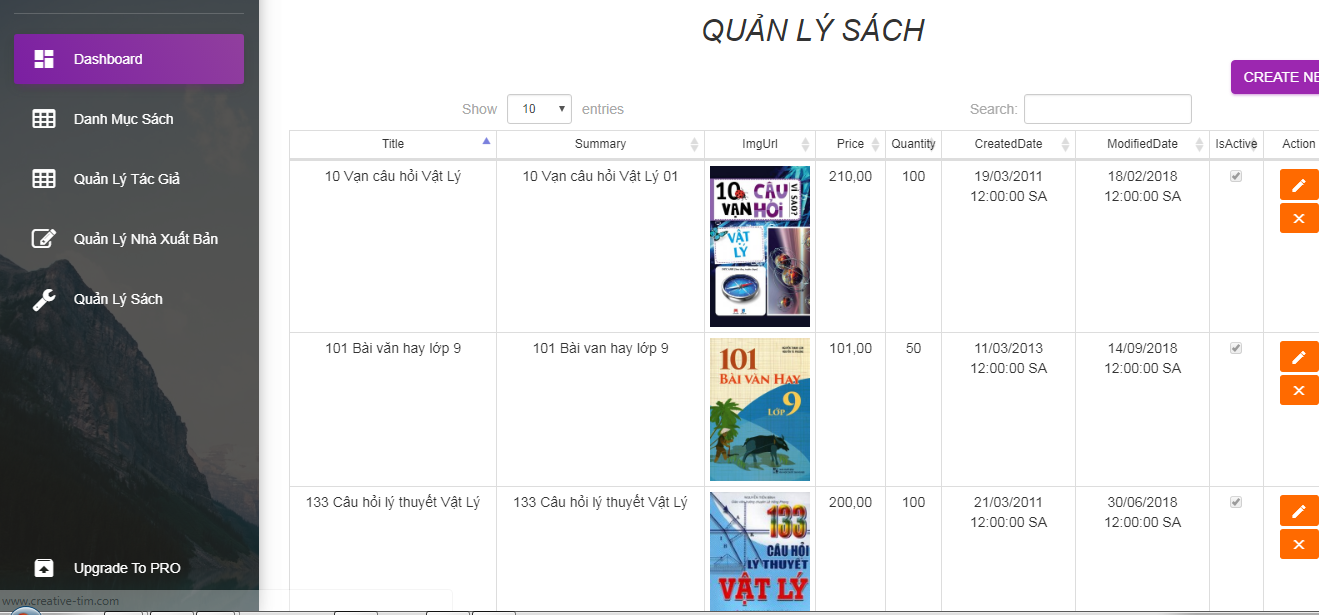 QUẢN LÝ SÁCH
Dashboard
Danh Mục Sách
Quản Lý Tác Giả
Quản Lý Nhà Xuất Bản
Quản Lý Sách
Upgrade To PRO
www.creative-tim.com
CREATE NE
Show 10 entries
Search:
Title Summary ImgUrl Price Quantity CreatedDate ModifiedDate IsActive Action
10 Vạn câu hỏi Vật Lý 10 Vạn câu hỏi Vật Lý 01 210,00 100 19/03/2011 18/02/2018
12:00:00 SA 12:00:00 SA
10 CÂU
VẠN HỎI
VÌ SAO?
VẬT
LÝ
101 Bài văn hay lớp 9 101 Bài van hay lớp 9 101,00 50 11/03/2013 14/09/2018
12:00:00 SA 12:00:00 SA
101
BÀI VĂN HAY
LỚP 9
133 Câu hỏi lý thuyết Vật Lý 133 Câu hỏi lý thuyết Vật Lý 200,00 100 21/03/2011 30/06/2018
12:00:00 SA 12:00:00 SA
133
CÂU HỎI
LÝ THUYẾT
VẬT LÝ